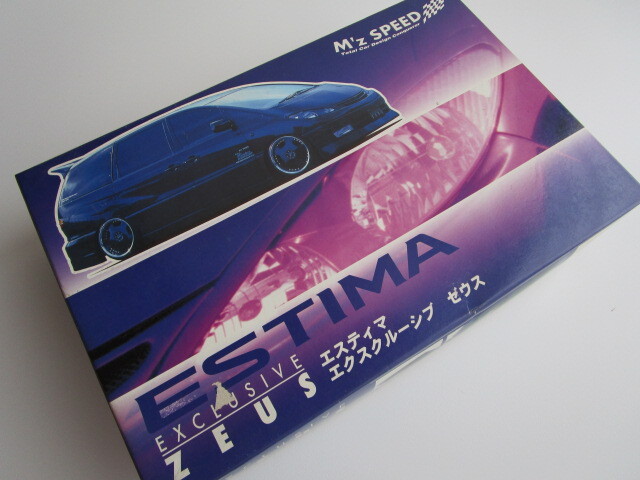 M'z SPEED
Total Car Design Conqueror
ESTIMA
EXCLUSIVE
ZEUS
エスティマ
エクスクルーシブ ゼウス